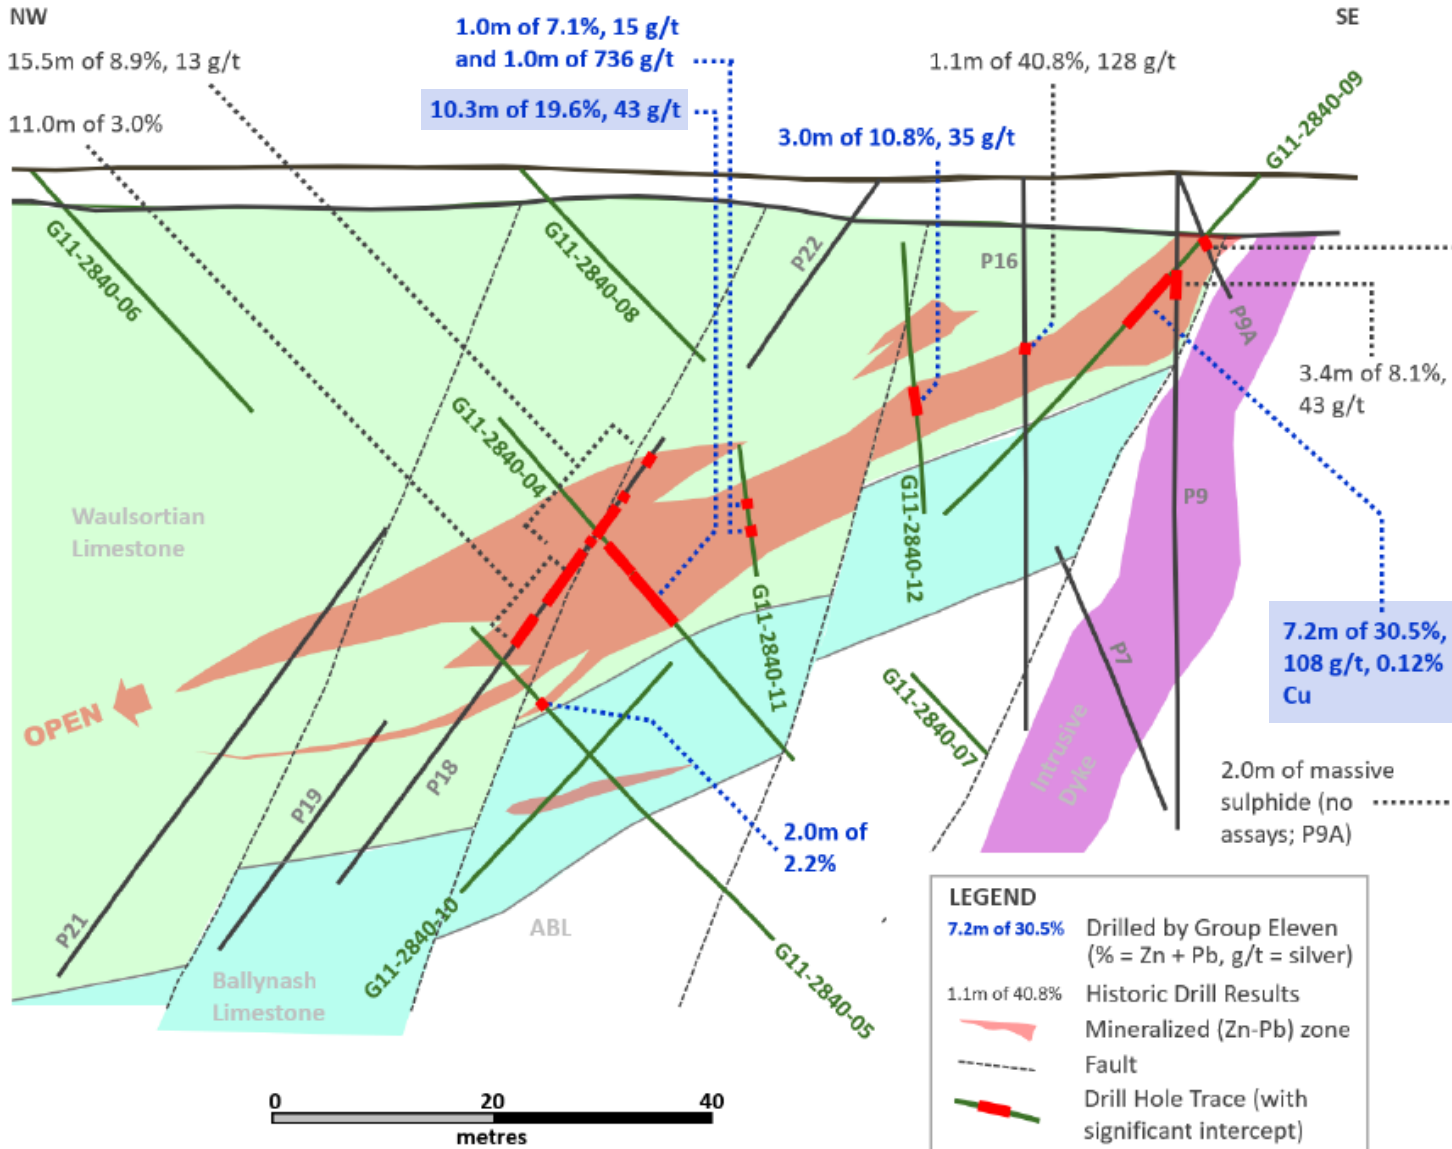 NW
SE
15.5m of 8.9%, 13 g/t
11.0m of 3.0%
1.0m of 7.1%, 15 g/t
and 1.0m of 736 g/t
10.3m of 19.6%, 43 g/t
3.0m of 10.8%, 35 g/t
1.1m of 40.8%, 128 g/t
G11-2840-09
G11-2840-06
G11-2840-08
P22
P16
P9A
3.4m of 8.1%,
43 g/t
G11-2840-04
Waulsortian
Limestone
G11-2840-12
P9
G11-2840-11
P7
7.2m of 30.5%,
108 g/t, 0.12%
Cu
OPEN
G11-2840-07
Intrusive
Dyke
P18
P19
2.0m of massive
sulphide (no
assays; P9A)
2.0m of
2.2%
P21
G11-2840-10
ABL
G11-2840-05
Ballynash
Limestone
0 20 40
metres
LEGEND
7.2m of 30.5% Drilled by Group Eleven
(% = Zn + Pb, g/t = silver)
1.1m of 40.8% Historic Drill Results
Mineralized (Zn-Pb) zone
Fault
Drill Hole Trace (with
significant intercept)